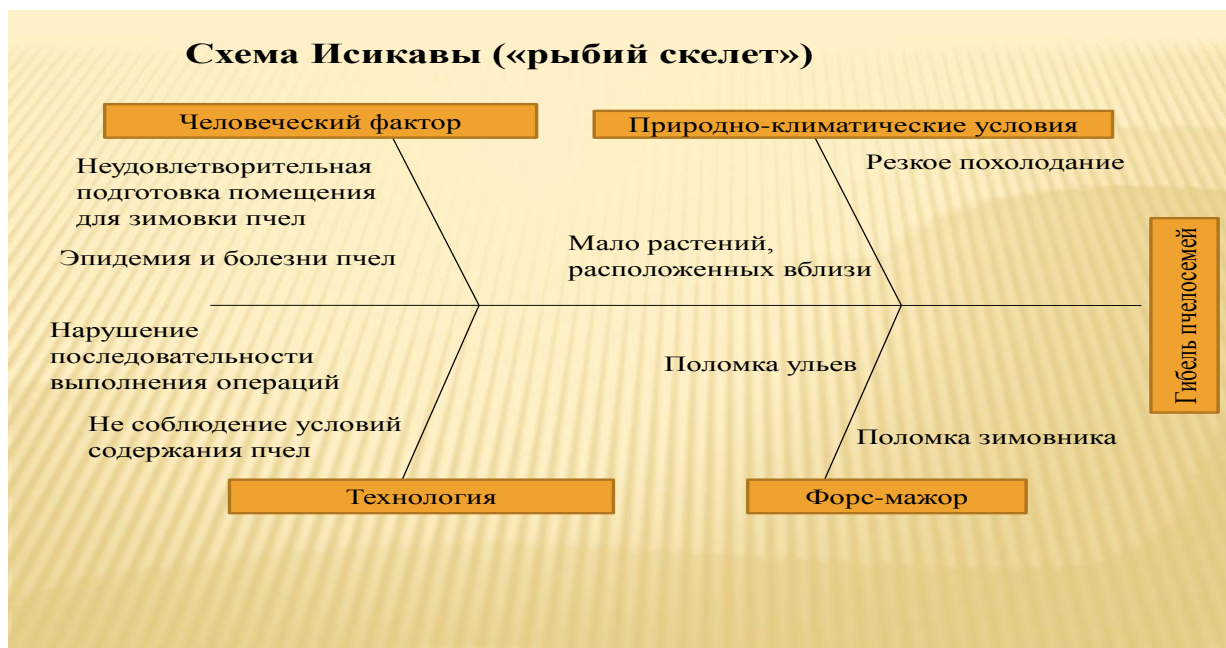 Схема Исикавы («рыбий скелет»)
Человеческий фактор
Природно-климатические условия
Неудовлетворительная
подготовка помещения
для зимовки пчел
Резкое похолодание
Эпидемия и болезни пчел
Мало растений,
расположенных вблизи
Гибель пчелосемей
Нарушение
последовательности
выполнения операций
Поломка ульев
Не соблюдение условий
содержания пчел
Поломка зимовника
Технология
Форс-мажор